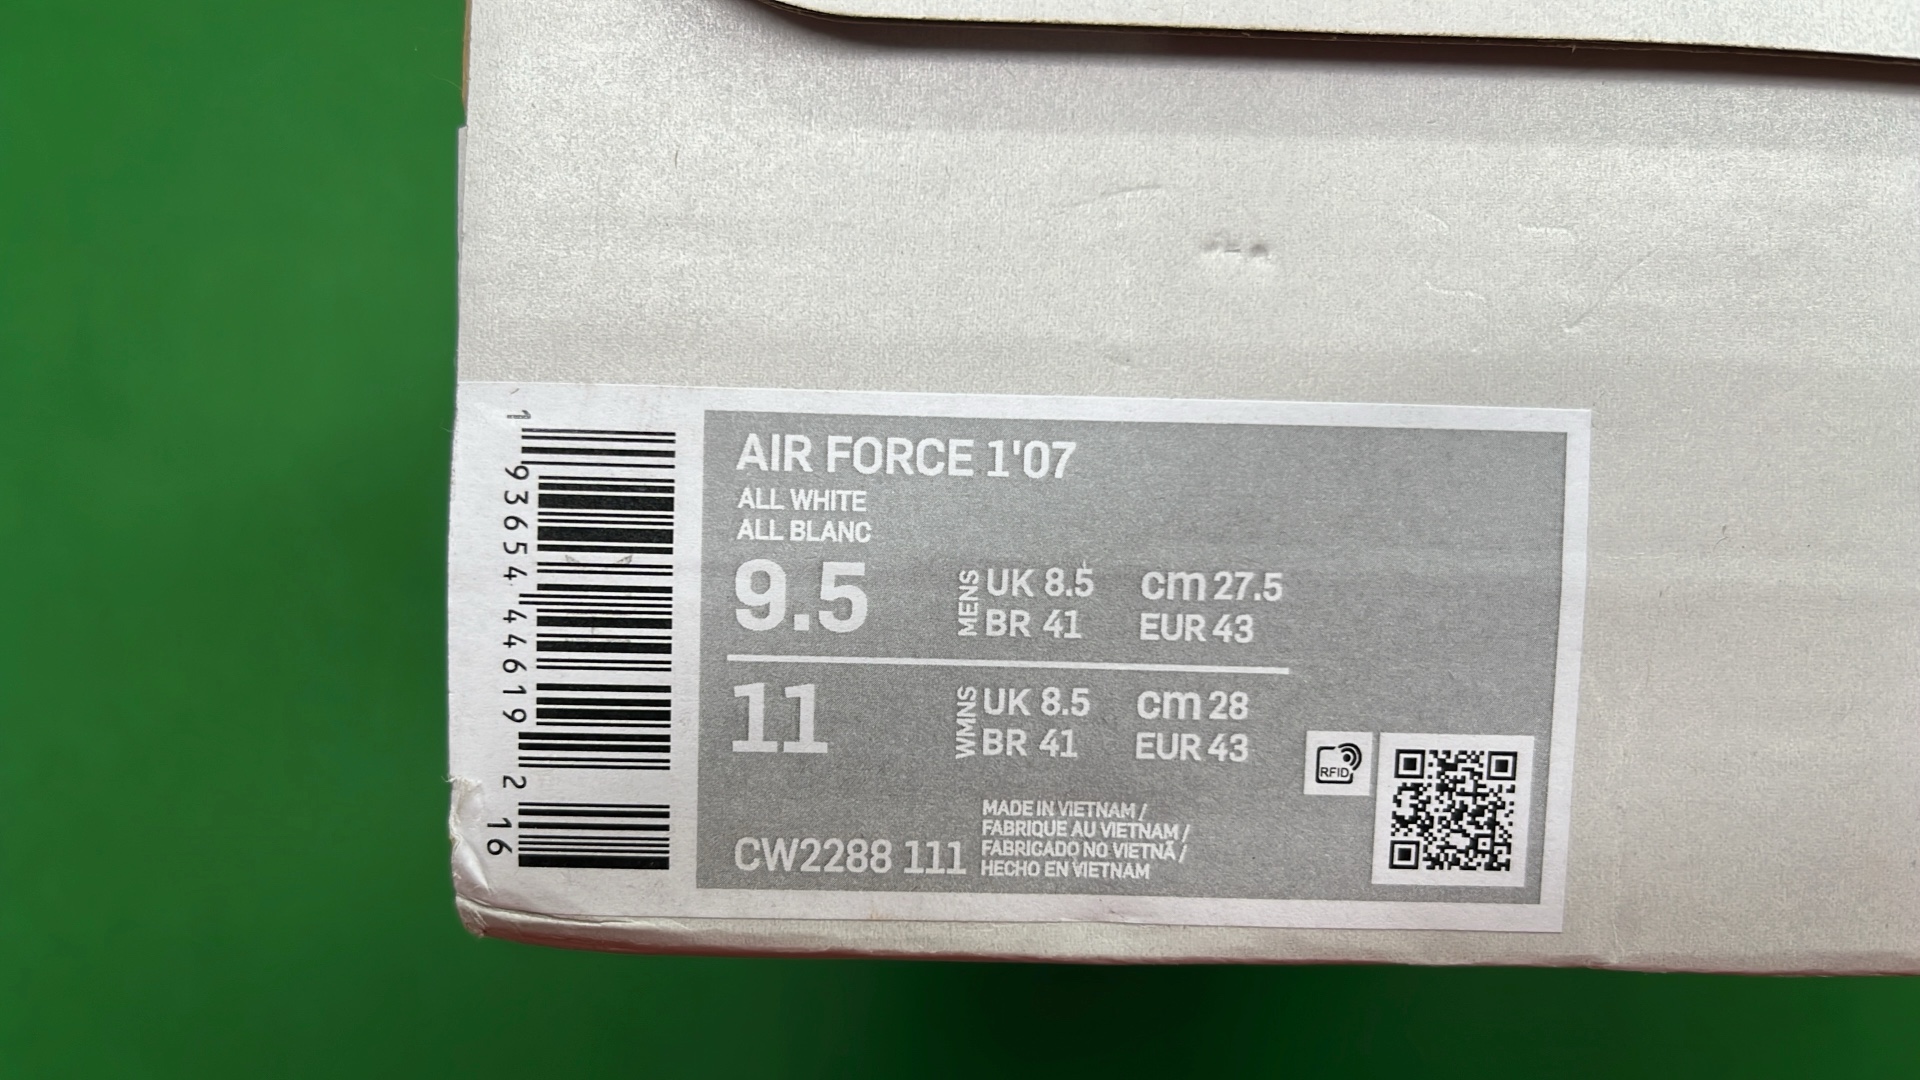 AIR FORCE 1'07
ALL WHITE
ALL BLANC
9.5
MENS
UK 8.5 cm 27.5
BR 41 EUR 43
11
WMNS
UK 8.5 cm 28
BR 41 EUR 43
CW2288 111
MADE IN VIETNAM /
FABRIQUE AU VIETNAM /
FABRICADO NO VIETNÃ /
HECHO EN VIETNAM
RFID
1 93654 44619 2 16